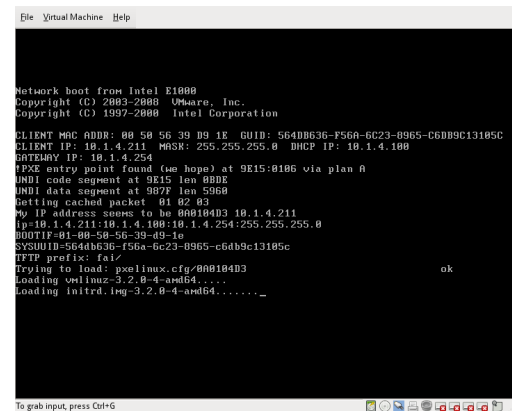 File Virtual Machine Help
Network boot from Intel E1000
Copyright (C) 2003-2008  VMware, Inc.
Copyright (C) 1997-2000  Intel Corporation
CLIENT MAC ADDR: 00 50 56 39 D9 1E  GUID: 564DB636-F56A-6C23-8965-C6DB9C13105C
CLIENT IP: 10.1.4.211  MASK: 255.255.255.0  DHCP IP: 10.1.4.100
GATEWAY IP: 10.1.4.254
!PXE entry point found (we hope) at 9E15:0106 via plan A
UNDI code segment at 9E15 len 0BDE
UNDI data segment at 987F len 5960
Getting cached packet  01 02 03
My IP address seems to be 0A0104D3 10.1.4.211
ip=10.1.4.211:10.1.4.100:10.1.4.254:255.255.255.0
BOOTIF=01-00-50-56-39-d9-1e
SYSUUID=564db636-f56a-6c23-8965-c6db9c13105c
TFTP prefix: fai/
Trying to load: pxelinux.cfg/0A0104D3 ok
Loading vmlinuz-3.2.0-4-amd64.....
Loading initrd.img-3.2.0-4-amd64......._
To grab input, press Ctrl+G